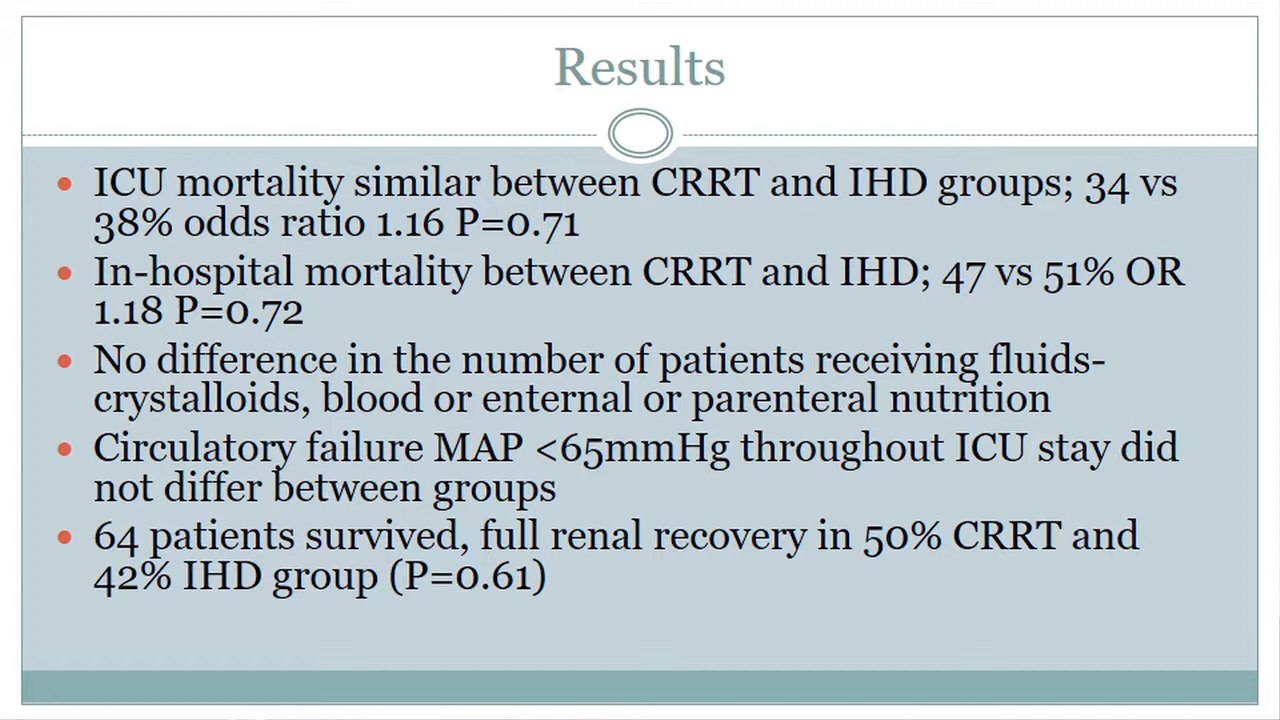 Results
• ICU mortality similar between CRRT and IHD groups; 34 vs
38% odds ratio 1.16 P=0.71
• In-hospital mortality between CRRT and IHD; 47 vs 51% OR
1.18 P=0.72
• No difference in the number of patients receiving fluids-
crystalloids, blood or enternal or parenteral nutrition
• Circulatory failure MAP <65mmHg throughout ICU stay did
not differ between groups
• 64 patients survived, full renal recovery in 50% CRRT and
42% IHD group (P=0.61)